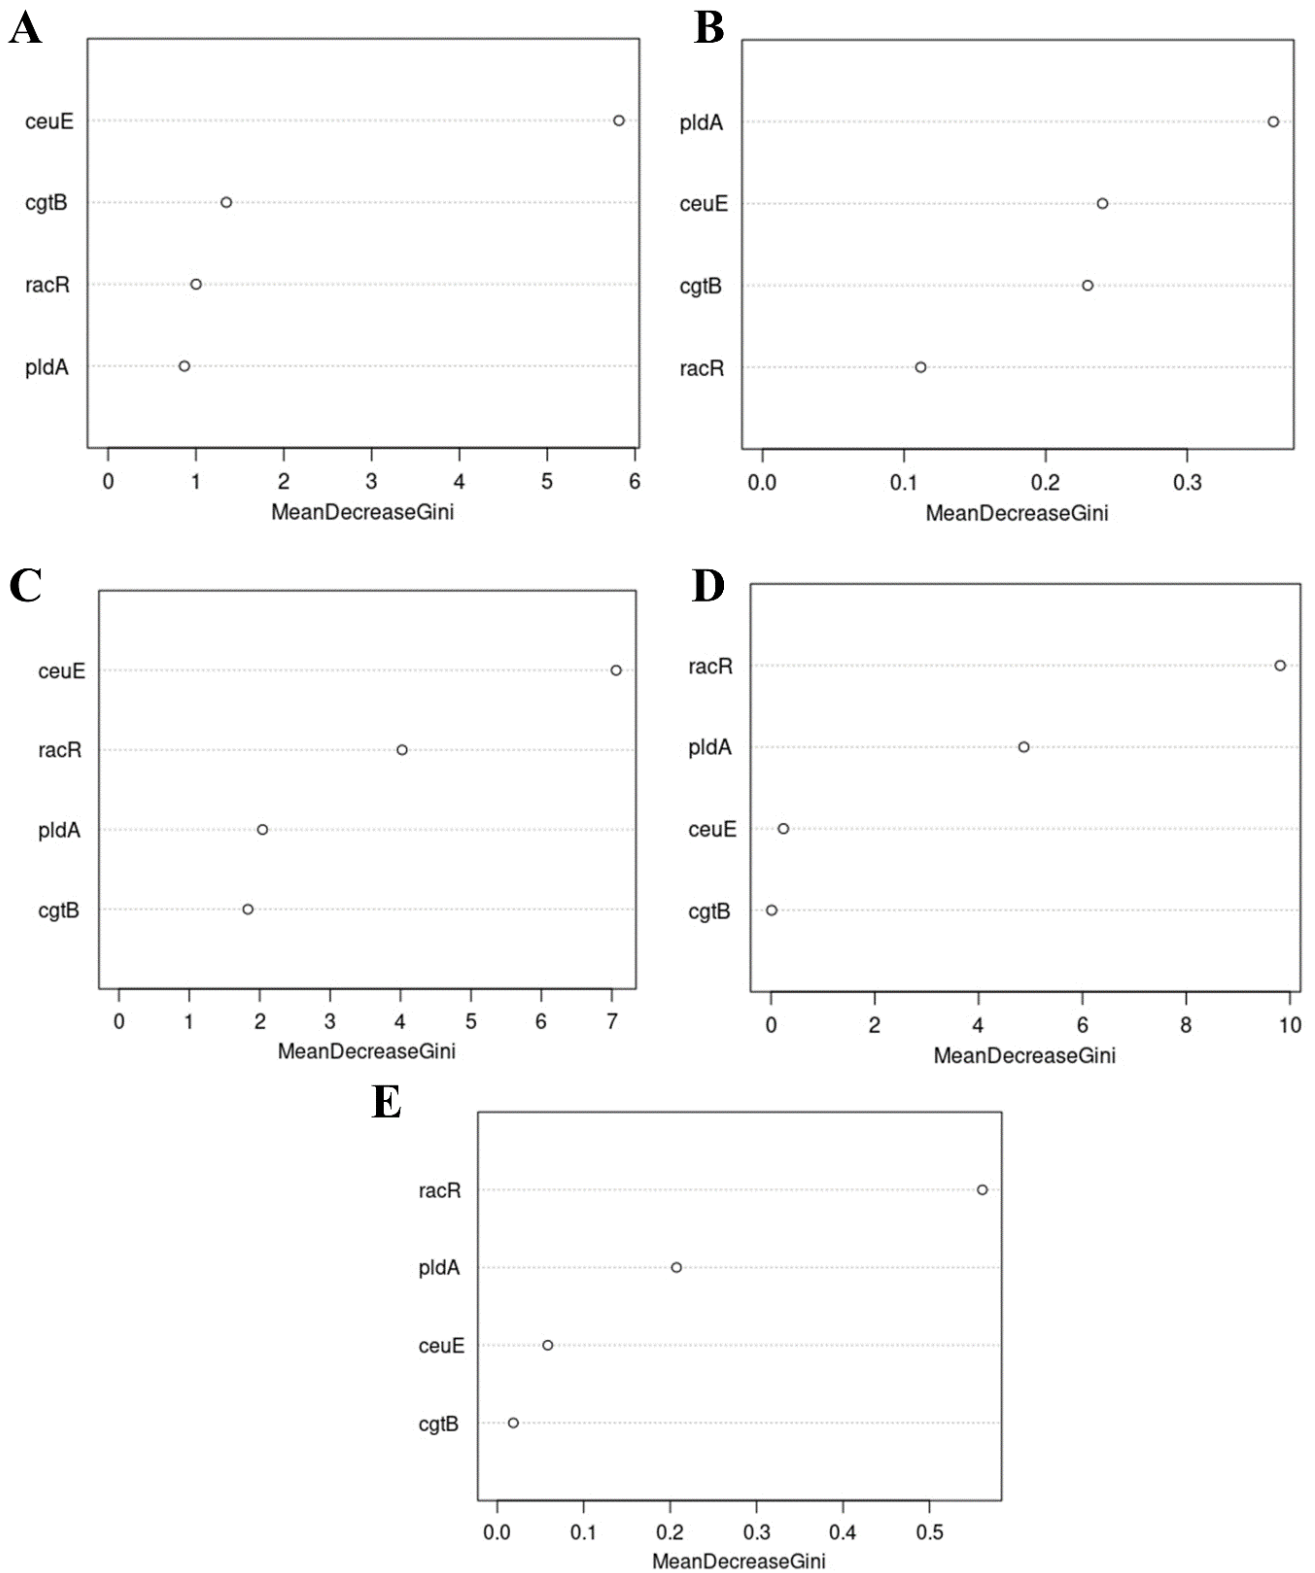 A
ceuE
cgtB
racR
pldA
0 1 2 3 4 5 6
MeanDecreaseGini
B
pldA
ceuE
cgtB
racR
0.0 0.1 0.2 0.3
MeanDecreaseGini
C
ceuE
racR
pldA
cgtB
0 1 2 3 4 5 6 7
MeanDecreaseGini
D
racR
pldA
ceuE
cgtB
0 2 4 6 8 10
MeanDecreaseGini
E
racR
pldA
ceuE
cgtB
0.0 0.1 0.2 0.3 0.4 0.5
MeanDecreaseGini